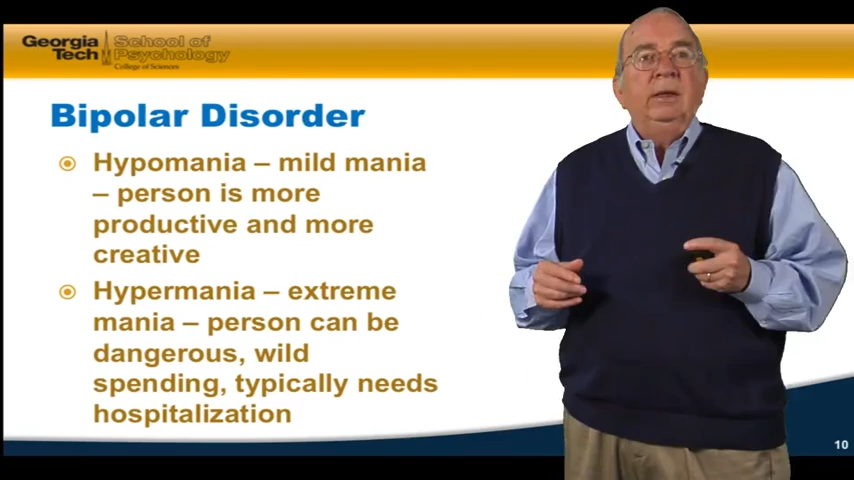 Georgia Tech
School of Psychology
College of Sciences
Bipolar Disorder
Hypomania – mild mania
– person is more
productive and more
creative
Hypermania – extreme
mania – person can be
dangerous, wild
spending, typically needs
hospitalization
10